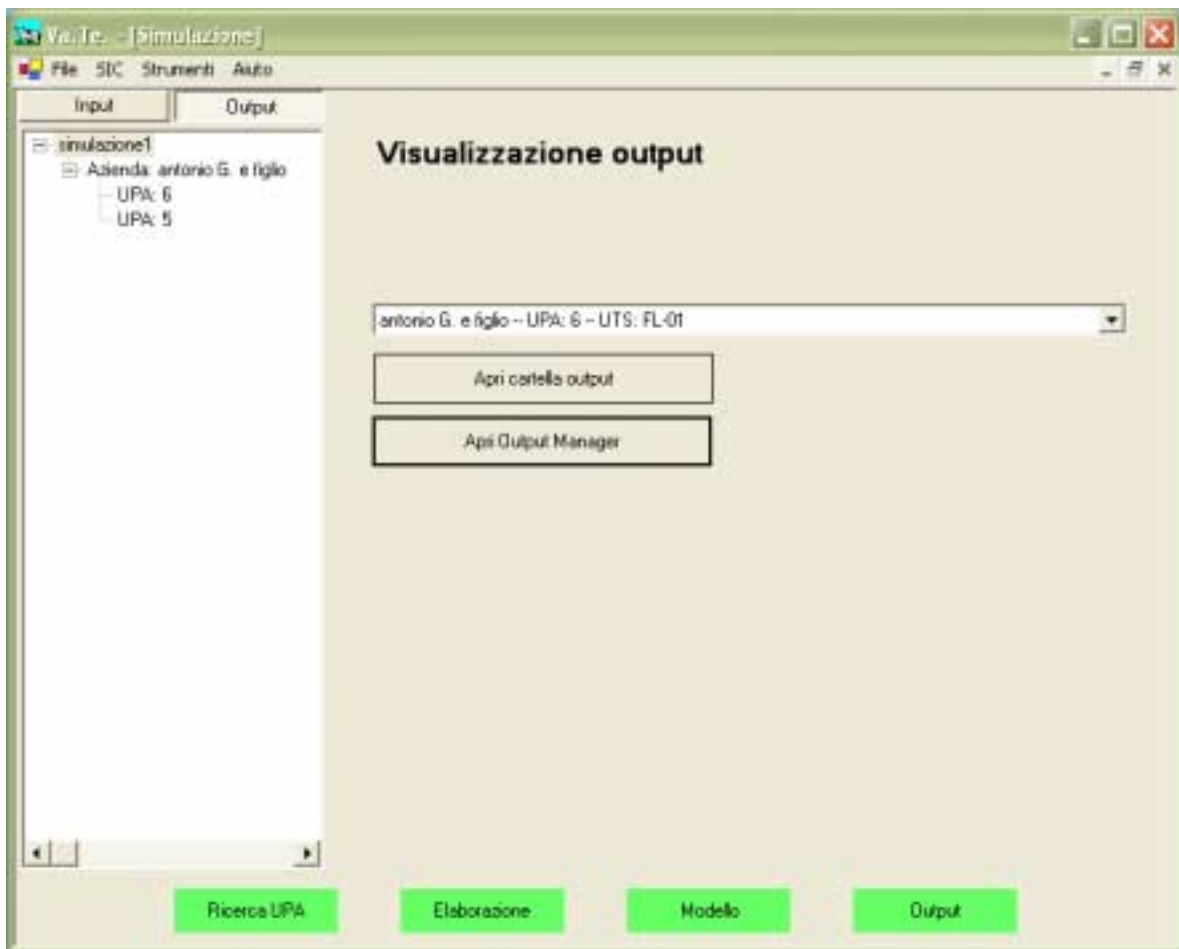 Va.Te. - [Simulazione]
File SIC Strumenti Aiuto
Input Output
simulazione1
Azienda: antonio G. e figlio
UPA: 6
UPA: 5
Visualizzazione output
antonio G. e figlio -- UPA: 6 -- UTS: FL-01
Apri cartella output
Apri Output Manager
Ricerca UPA Elaborazione Modello Output